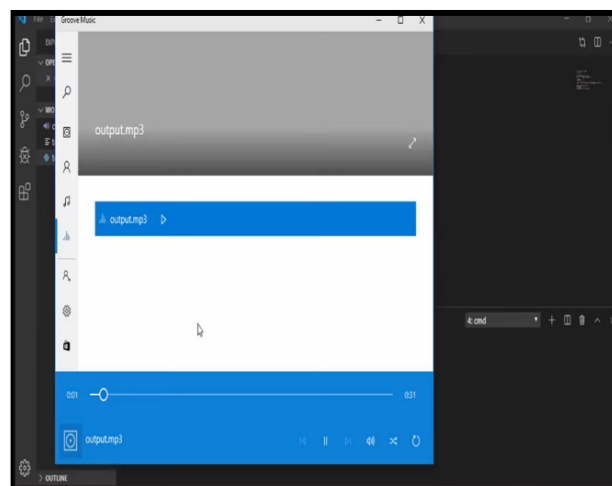 File
Groove Music
output.mp3
output.mp3
4: cmd
0:01
0:31
output.mp3
OUTLINE